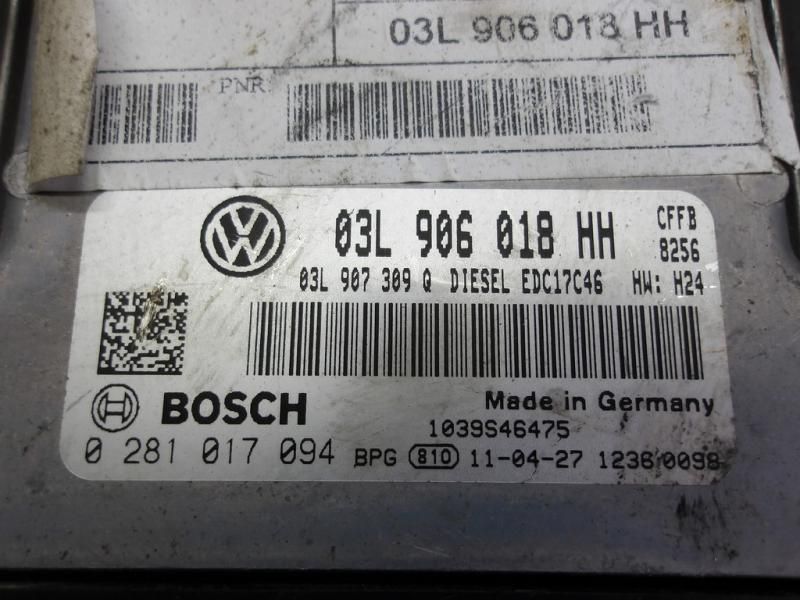 03L 906 018 HH
PNR
03L 906 018 HH CFFB
8256
03L 907 309 Q DIESEL EDC17C46 HW: H24
BOSCH Made in Germany
1039S46475
0 281 017 094 BPG 810 11-04-27 1236 0098